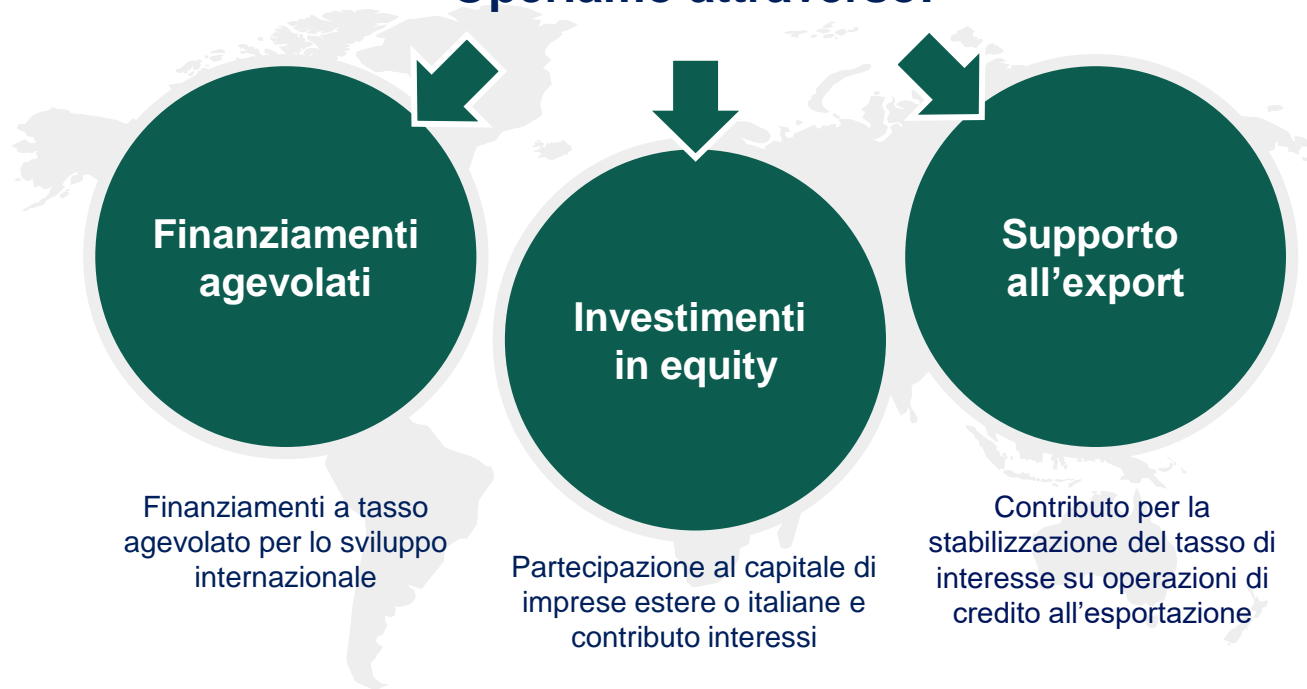 Operiamo attraverso:
Finanziamenti
agevolati
Finanziamenti a tasso
agevolato per lo sviluppo
internazionale
Investimenti
in equity
Partecipazione al capitale di
imprese estere o italiane e
contributo interessi
Supporto
all’export
Contributo per la
stabilizzazione del tasso di
interesse su operazioni di
credito all’esportazione